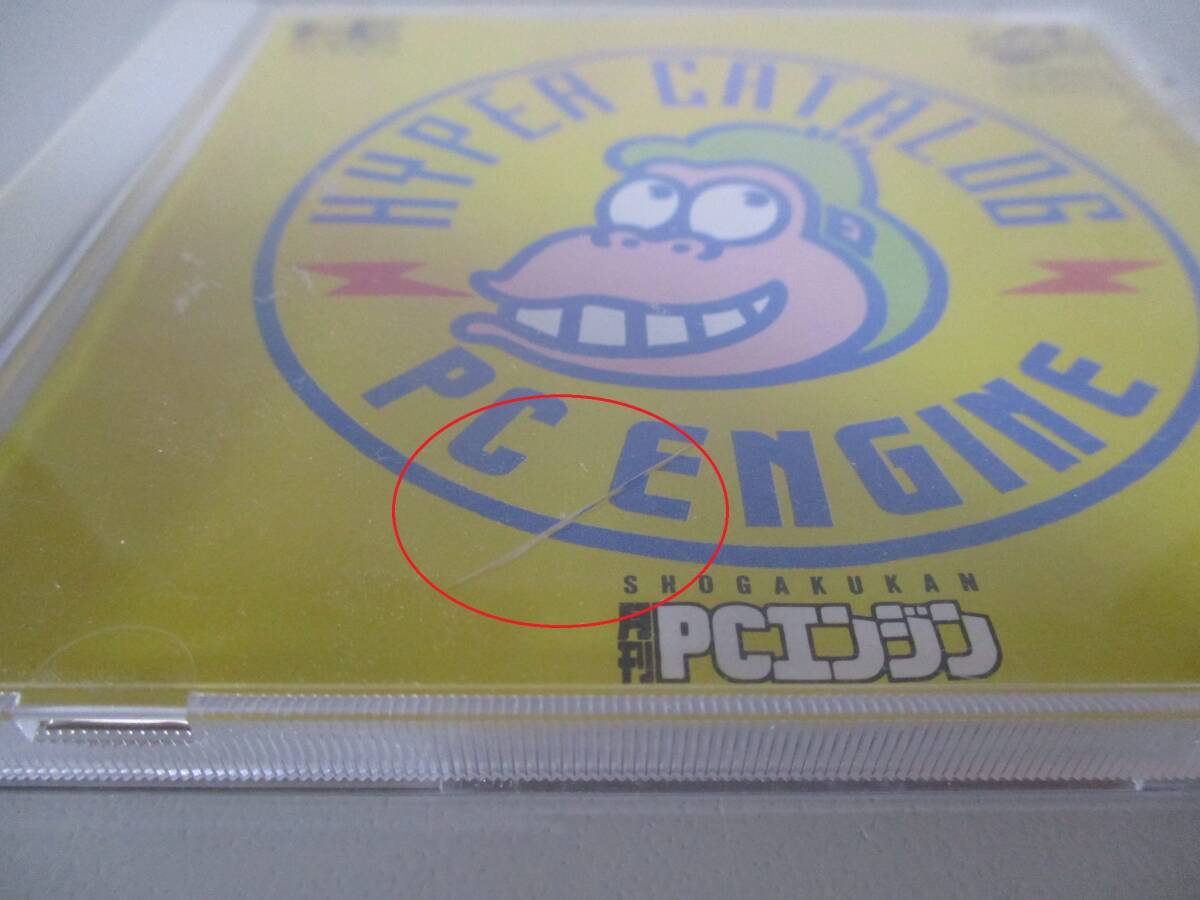 HYPER CATALOG
PC ENGINE
SHOGAKUKAN
月刊 PCエンジン